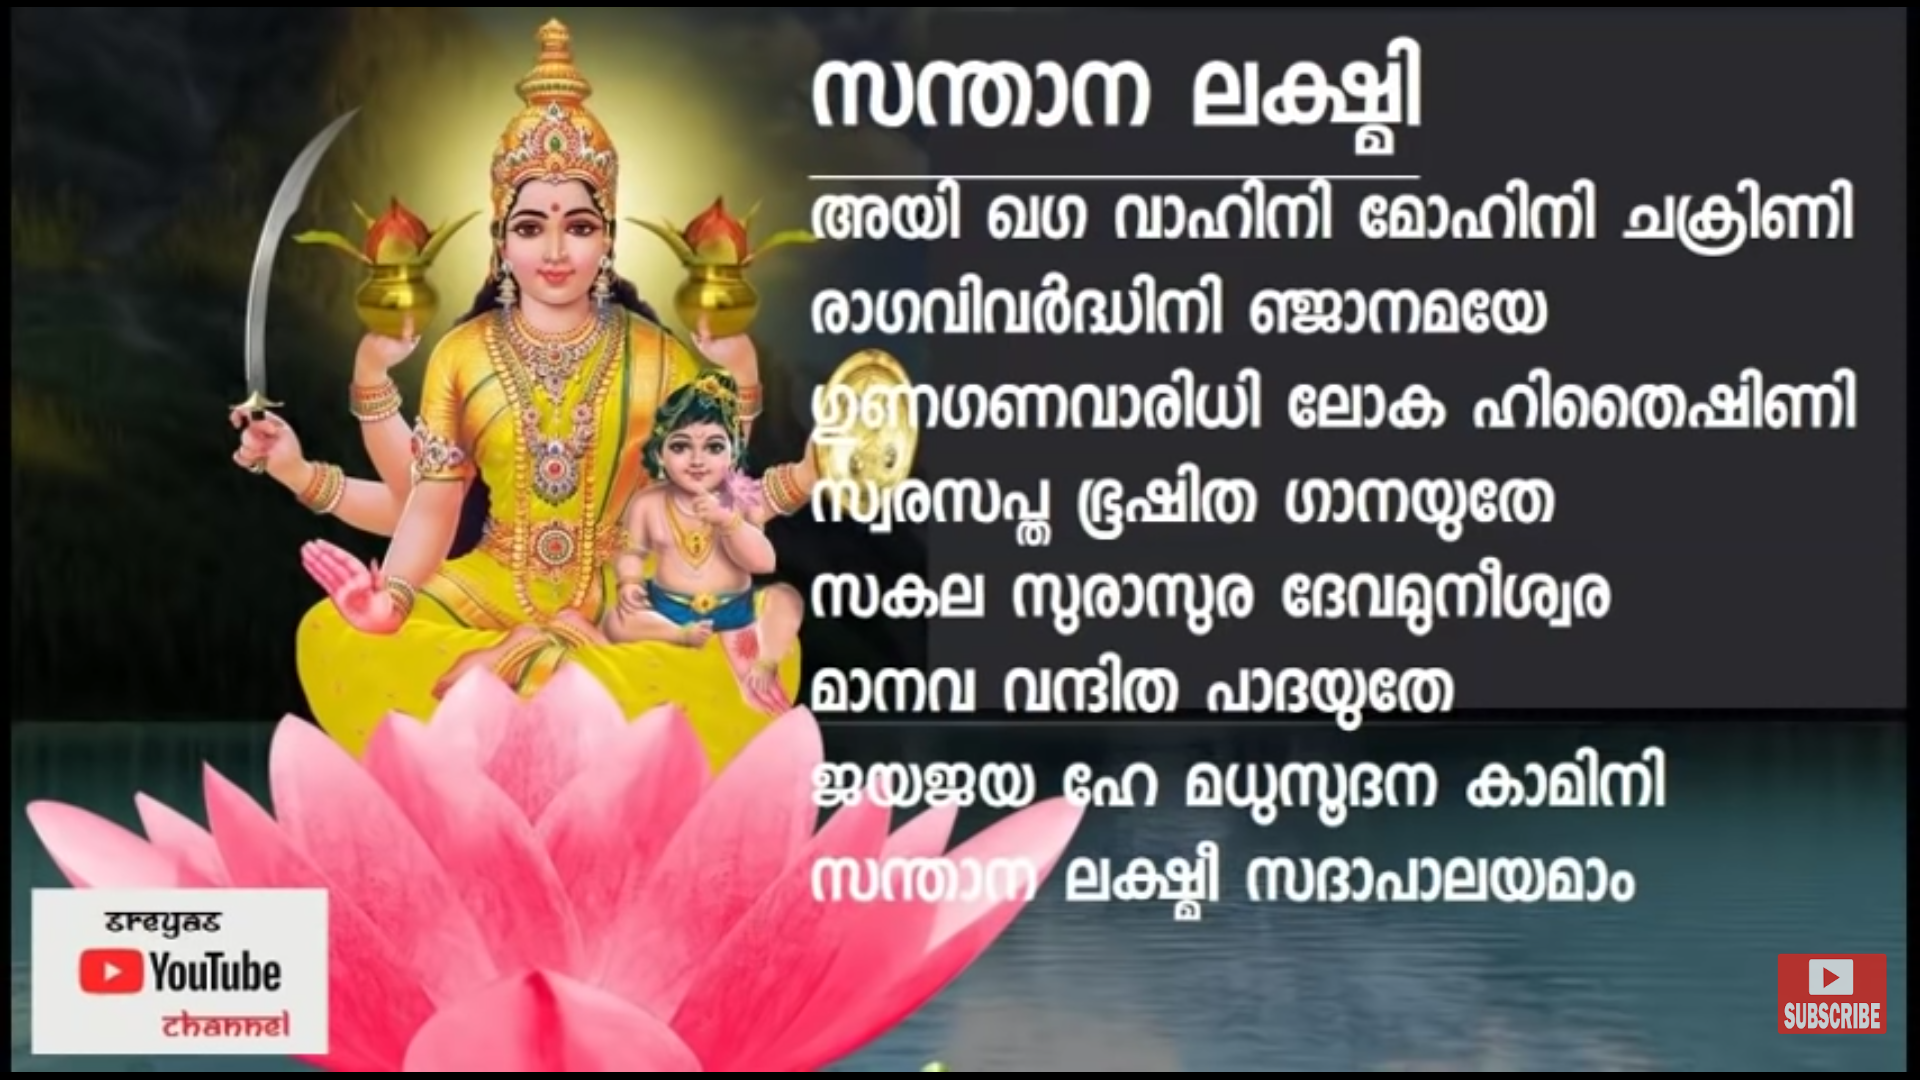 സന്താന ലക്ഷ്മി
അയി ഖഗ വാഹിനി മോഹിനി ചക്രിണി
രാഗവിവർദ്ധിനി ഞ്ജാനമയേ
ഗുണഗണവാരിധി ലോക ഹിതൈഷിണി
സ്വരസപ്ത ഭൂഷിത ഗാനയുതേ
സകല സുരാസുര ദേവമുനീശ്വര
മാനവ വന്ദിത പാദയുതേ
ജയജയ ഹേ മധുസൂദന കാമിനി
സന്താന ലക്ഷ്മീ സദാപാലയമാം
sreyas
YouTube
channel
SUBSCRIBE